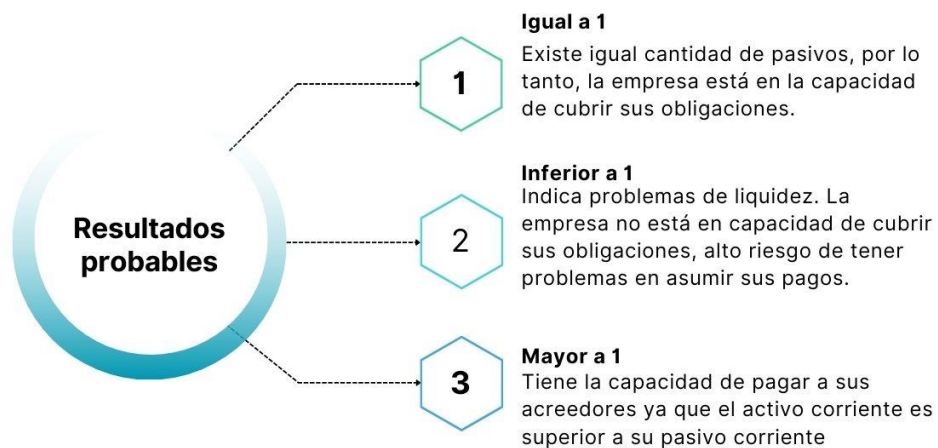 Resultados
probables
1
Igual a 1
Existe igual cantidad de pasivos, por lo
tanto, la empresa está en la capacidad
de cubrir sus obligaciones.
2
Inferior a 1
Indica problemas de liquidez. La
empresa no está en capacidad de cubrir
sus obligaciones, alto riesgo de tener
problemas en asumir sus pagos.
3
Mayor a 1
Tiene la capacidad de pagar a sus
acreedores ya que el activo corriente es
superior a su pasivo corriente